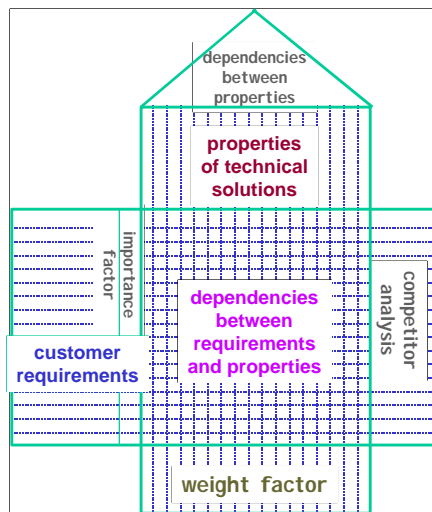 dependencies
between
properties
properties
of technical
solutions
importance
factor
dependencies
between
requirements
and properties
competitor
analysis
customer
requirements
weight factor